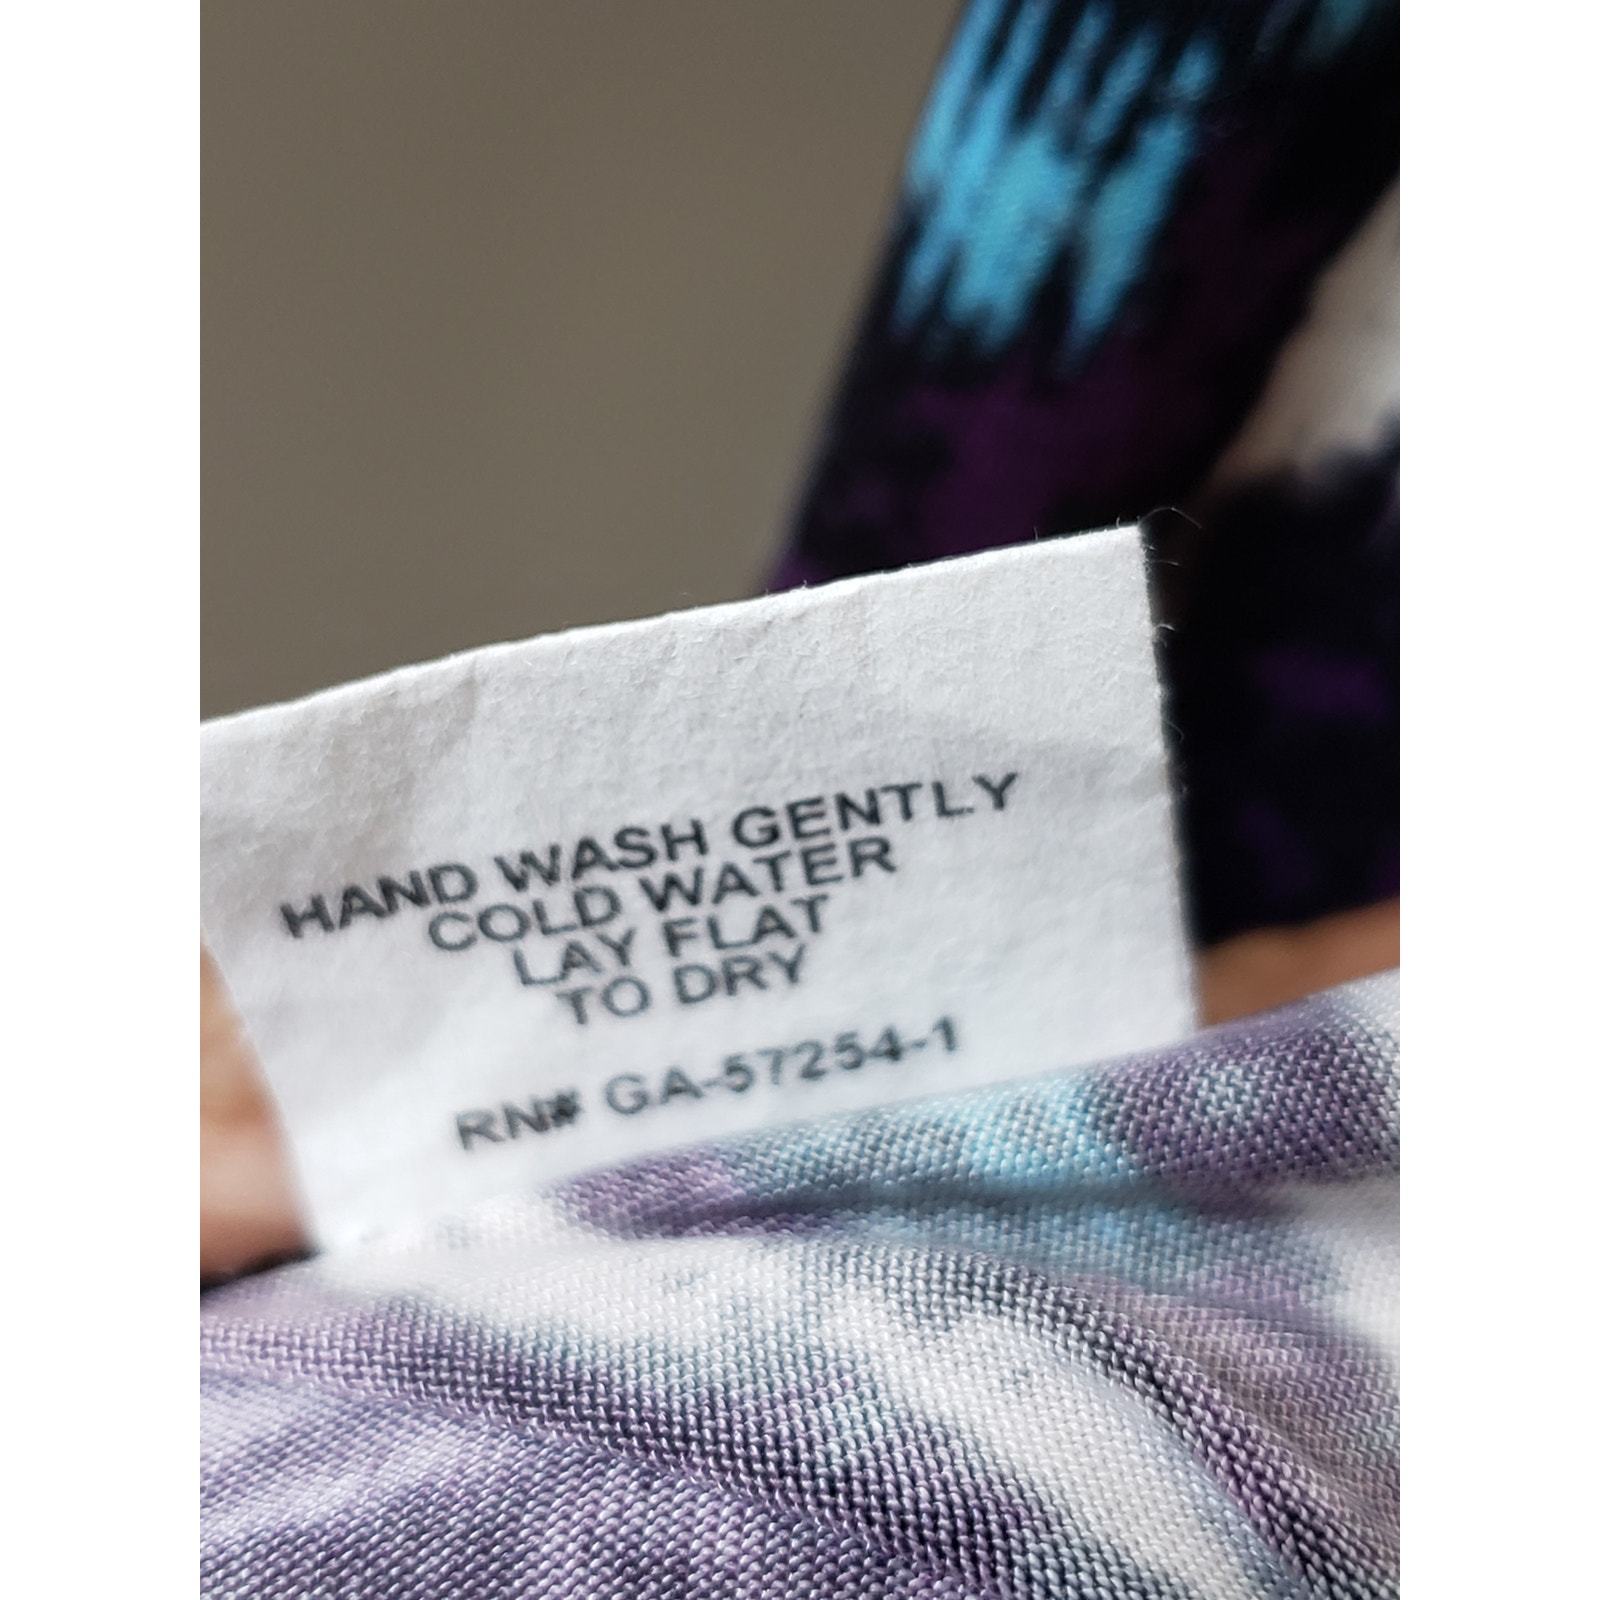 HAND WASH GENTLY
COLD WATER
LAY FLAT
TO DRY
RN# GA-57254-1